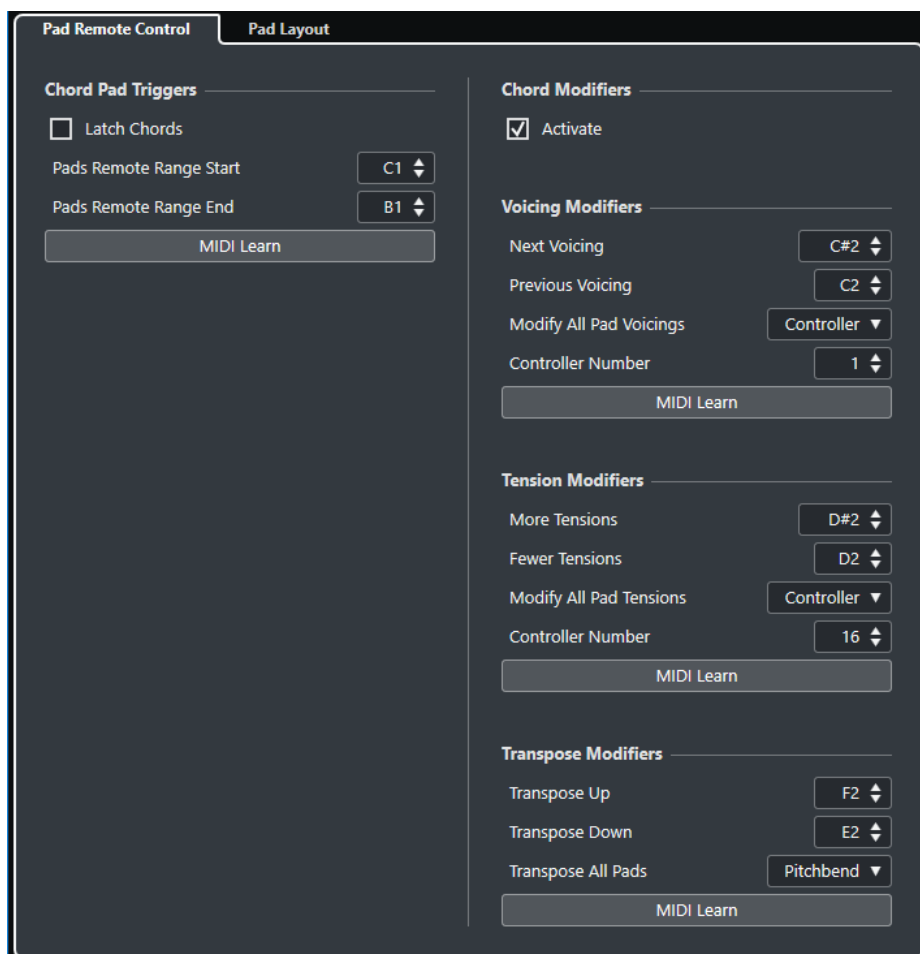 Pad Remote Control
Pad Layout
Chord Pad Triggers
Latch Chords
Pads Remote Range Start C1
Pads Remote Range End B1
MIDI Learn
Chord Modifiers
Activate
Voicing Modifiers
Next Voicing C#2
Previous Voicing C2
Modify All Pad Voicings Controller
Controller Number 1
MIDI Learn
Tension Modifiers
More Tensions D#2
Fewer Tensions D2
Modify All Pad Tensions Controller
Controller Number 16
MIDI Learn
Transpose Modifiers
Transpose Up F2
Transpose Down E2
Transpose All Pads Pitchbend
MIDI Learn